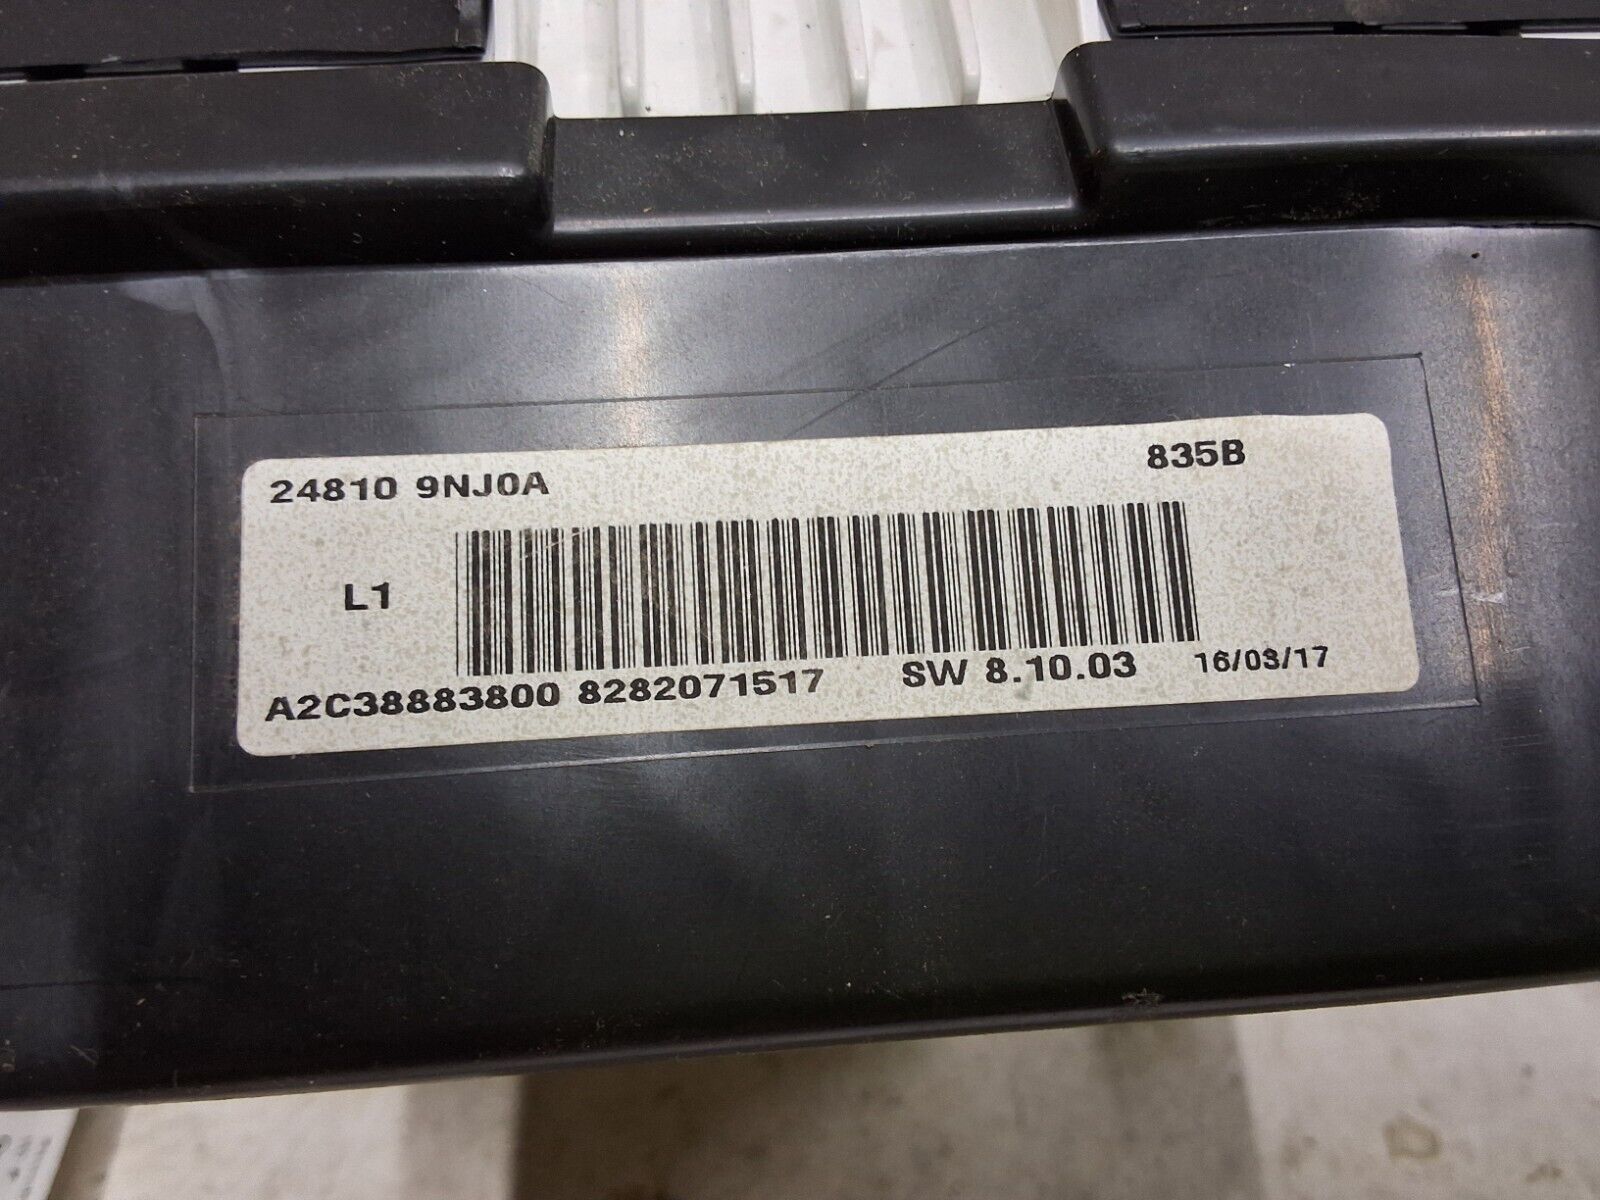 24810 9NJ0A 835B
L1
A2C38883800 8282071517 SW 8.10.03 16/03/17